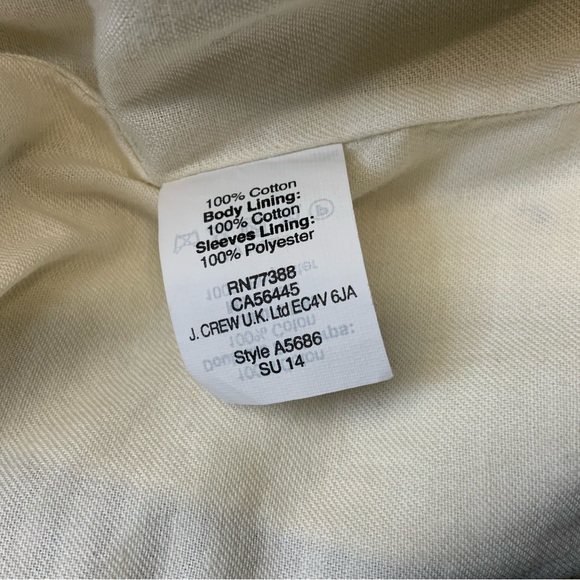 100% Cotton
Body Lining:
100% Cotton
Sleeves Lining:
100% Polyester
RN77388
CA56445
J. CREW U.K. Ltd EC4V 6JA
Style A5686
SU 14